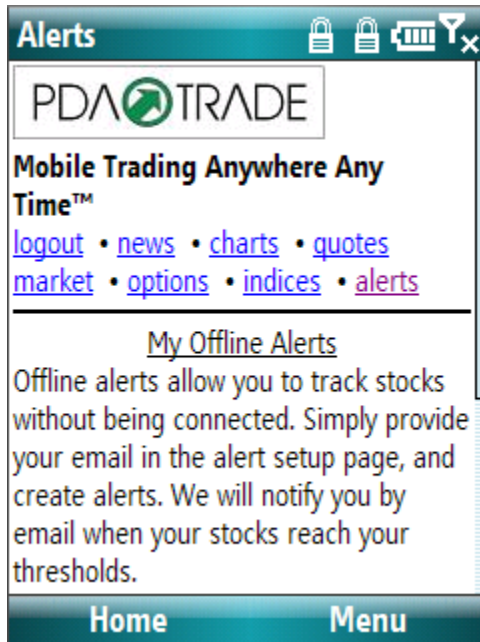 Alerts
PDA TRADE
Mobile Trading Anywhere Any
Time™
logout • news • charts • quotes
market • options • indices • alerts
My Offline Alerts
Offline alerts allow you to track stocks
without being connected. Simply provide
your email in the alert setup page, and
create alerts. We will notify you by
email when your stocks reach your
thresholds.
Home Menu